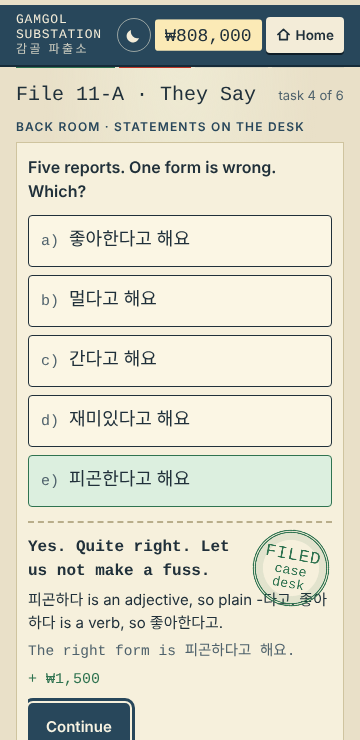 GAMGOL
SUBSTATION
감골 파출소
₩808,000
Home
File 11-A · They Say
task 4 of 6
BACK ROOM · STATEMENTS ON THE DESK
Five reports. One form is wrong.
Which?
a) 좋아한다고 해요
b) 멀다고 해요
c) 간다고 해요
d) 재미있다고 해요
e) 피곤한다고 해요
Yes. Quite right. Let
us not make a fuss.
FILED
case
desk
피곤하다 is an adjective, so plain -다고. 좋아
하다 is a verb, so 좋아한다고.
The right form is 피곤하다고 해요.
+ ₩1,500
Continue